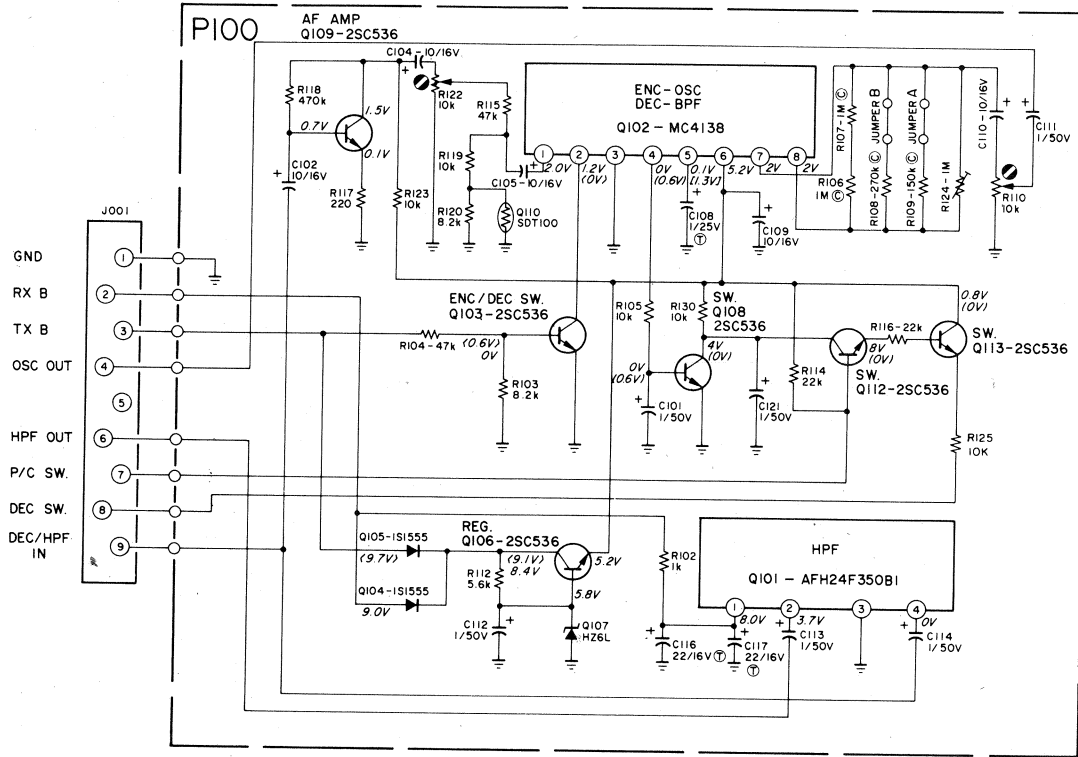 P100
AF AMP
Q109-2SC536
C104-10/16V
+
R118
470k
1.5V
0.7V
0.1V
C102
10/16V
+
R117
220
R123
10k
R122
10k
R115
47k
R119
10k
R120
8.2k
C105-10/16V
+
Q110
SDT100
ENC-OSC
DEC-BPF
Q102-MC4138
1 2 3 4 5 6 7 8
2.0V
1.2V
(0V)
0V
(0.6V)
0.1V
[1.3V]
5.2V
2V
2V
+
C108
1/25V
T
+
C109
10/16V
R107-1M C
R106
1M C
R108-270k C JUMPER B
R109-150k C JUMPER A
R124-1M
C110-10/16V
+
+
C111
1/50V
R110
10k
J001
GND 1
RX B 2
TX B 3
OSC OUT 4
5
HPF OUT 6
P/C SW. 7
DEC SW. 8
DEC/HPF
IN 9
ENC/DEC SW.
Q103-2SC536
R104-47k
(0.6V)
0V
R103
8.2k
R105
10k
R130
10k
SW.
Q108
2SC536
4V
(0V)
0V
(0.6V)
+
C101
1/50V
+
C121
1/50V
R114
22k
8V
(0V)
SW.
Q112-2SC536
R116-22k
0.8V
(0V)
SW.
Q113-2SC536
R125
10K
Q105-1S1555
(9.7V)
Q104-1S1555
9.0V
REG.
Q106-2SC536
(9.1V)
8.4V
5.2V
5.8V
R112
5.6k
C112
1/50V
+
Q107
HZ6L
R102
1k
+
C116
22/16V T
+
C117
22/16V
T
HPF
Q101 - AFH24F350B1
1 2 3 4
8.0V
3.7V
0V
+
C113
1/50V
+
C114
1/50V